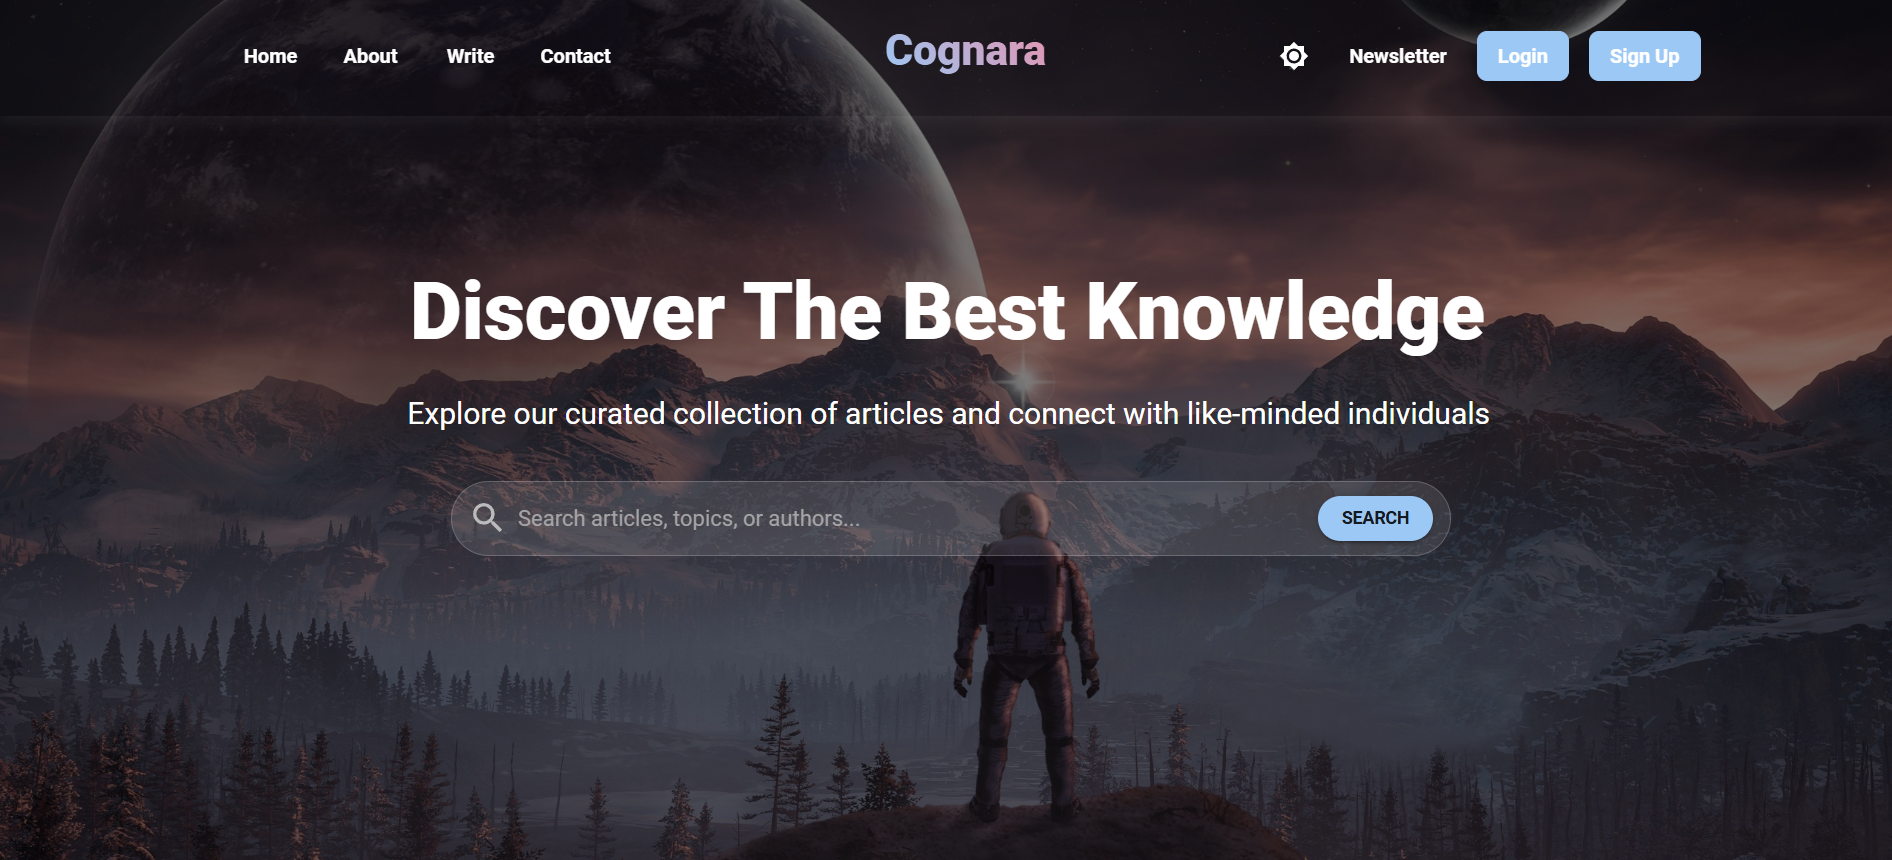 Home About Write Contact Cognara Newsletter Login Sign Up
Discover The Best Knowledge
Explore our curated collection of articles and connect with like-minded individuals
Search articles, topics, or authors... SEARCH